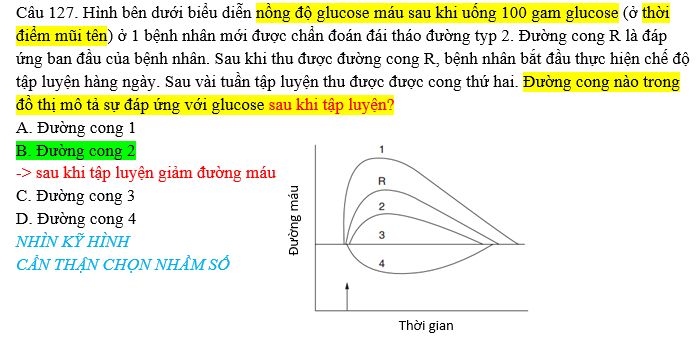 Câu 127. Hình bên dưới biểu diễn nồng độ glucose máu sau khi uống 100 gam glucose (ở thời
điểm mũi tên) ở 1 bệnh nhân mới được chẩn đoán đái tháo đường typ 2. Đường cong R là đáp
ứng ban đầu của bệnh nhân. Sau khi thu được đường cong R, bệnh nhân bắt đầu thực hiện chế độ
tập luyện hàng ngày. Sau vài tuần tập luyện thu được được cong thứ hai. Đường cong nào trong
đồ thị mô tả sự đáp ứng với glucose sau khi tập luyện?
A. Đường cong 1
B. Đường cong 2
-> sau khi tập luyện giảm đường máu
C. Đường cong 3
D. Đường cong 4
NHÌN KỸ HÌNH
CẨN THẬN CHỌN NHẦM SỐ
1
R
2
3
4
Đường máu
Thời gian